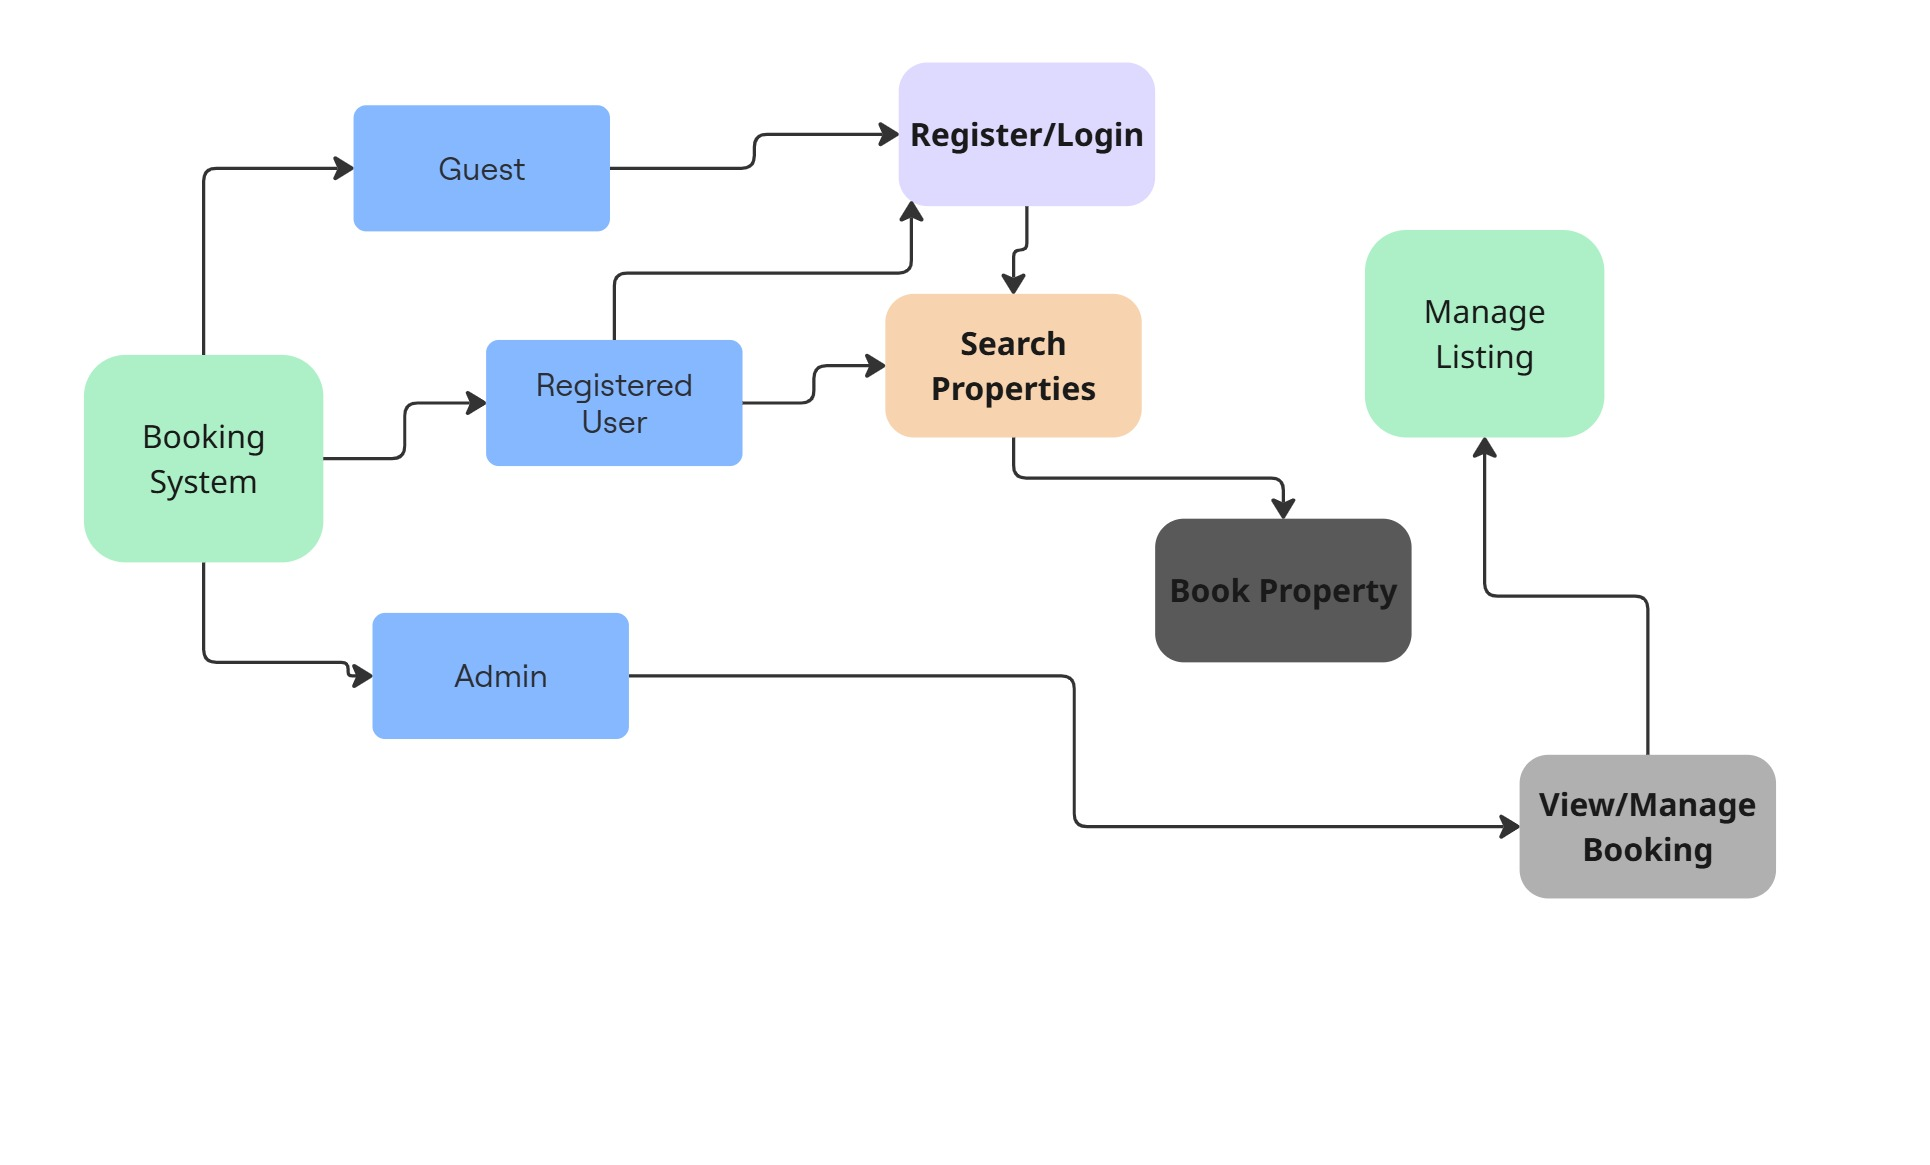 Register/Login
Guest
Manage
Listing
Search
Properties
Registered
User
Booking
System
Book Property
Admin
View/Manage
Booking